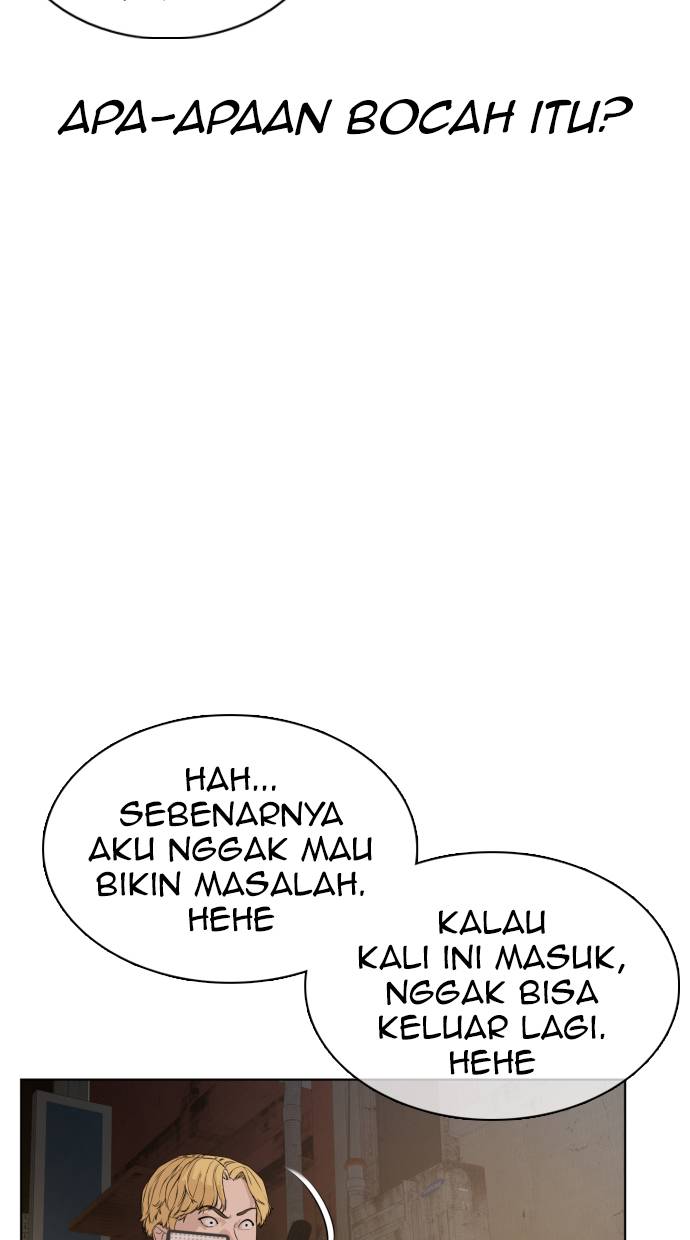 APA-APAAN BOCAH ITU?
HAH...
SEBENARNYA
AKU NGGAK MAU
BIKIN MASALAH.
HEHE
KALAU
KALI INI MASUK,
NGGAK BISA
KELUAR LAGI.
HEHE